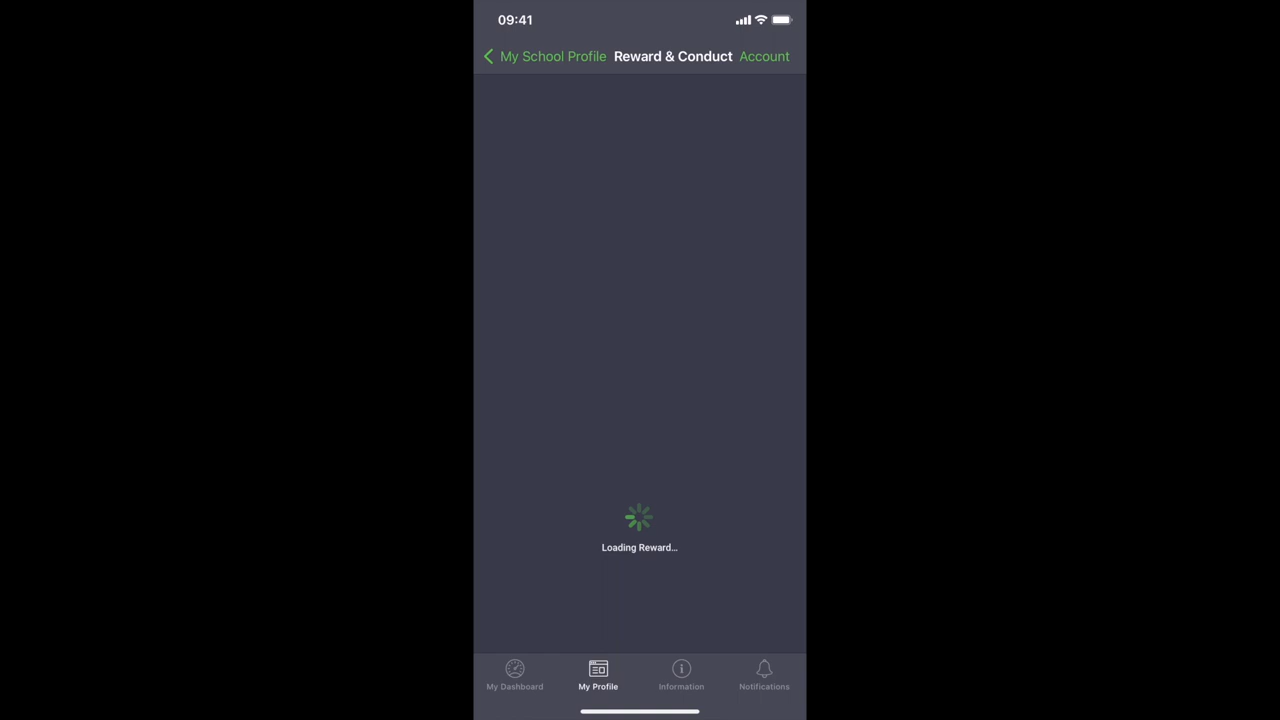 09:41
My School Profile Reward & Conduct Account
Loading Reward...
My Dashboard My Profile Information Notifications